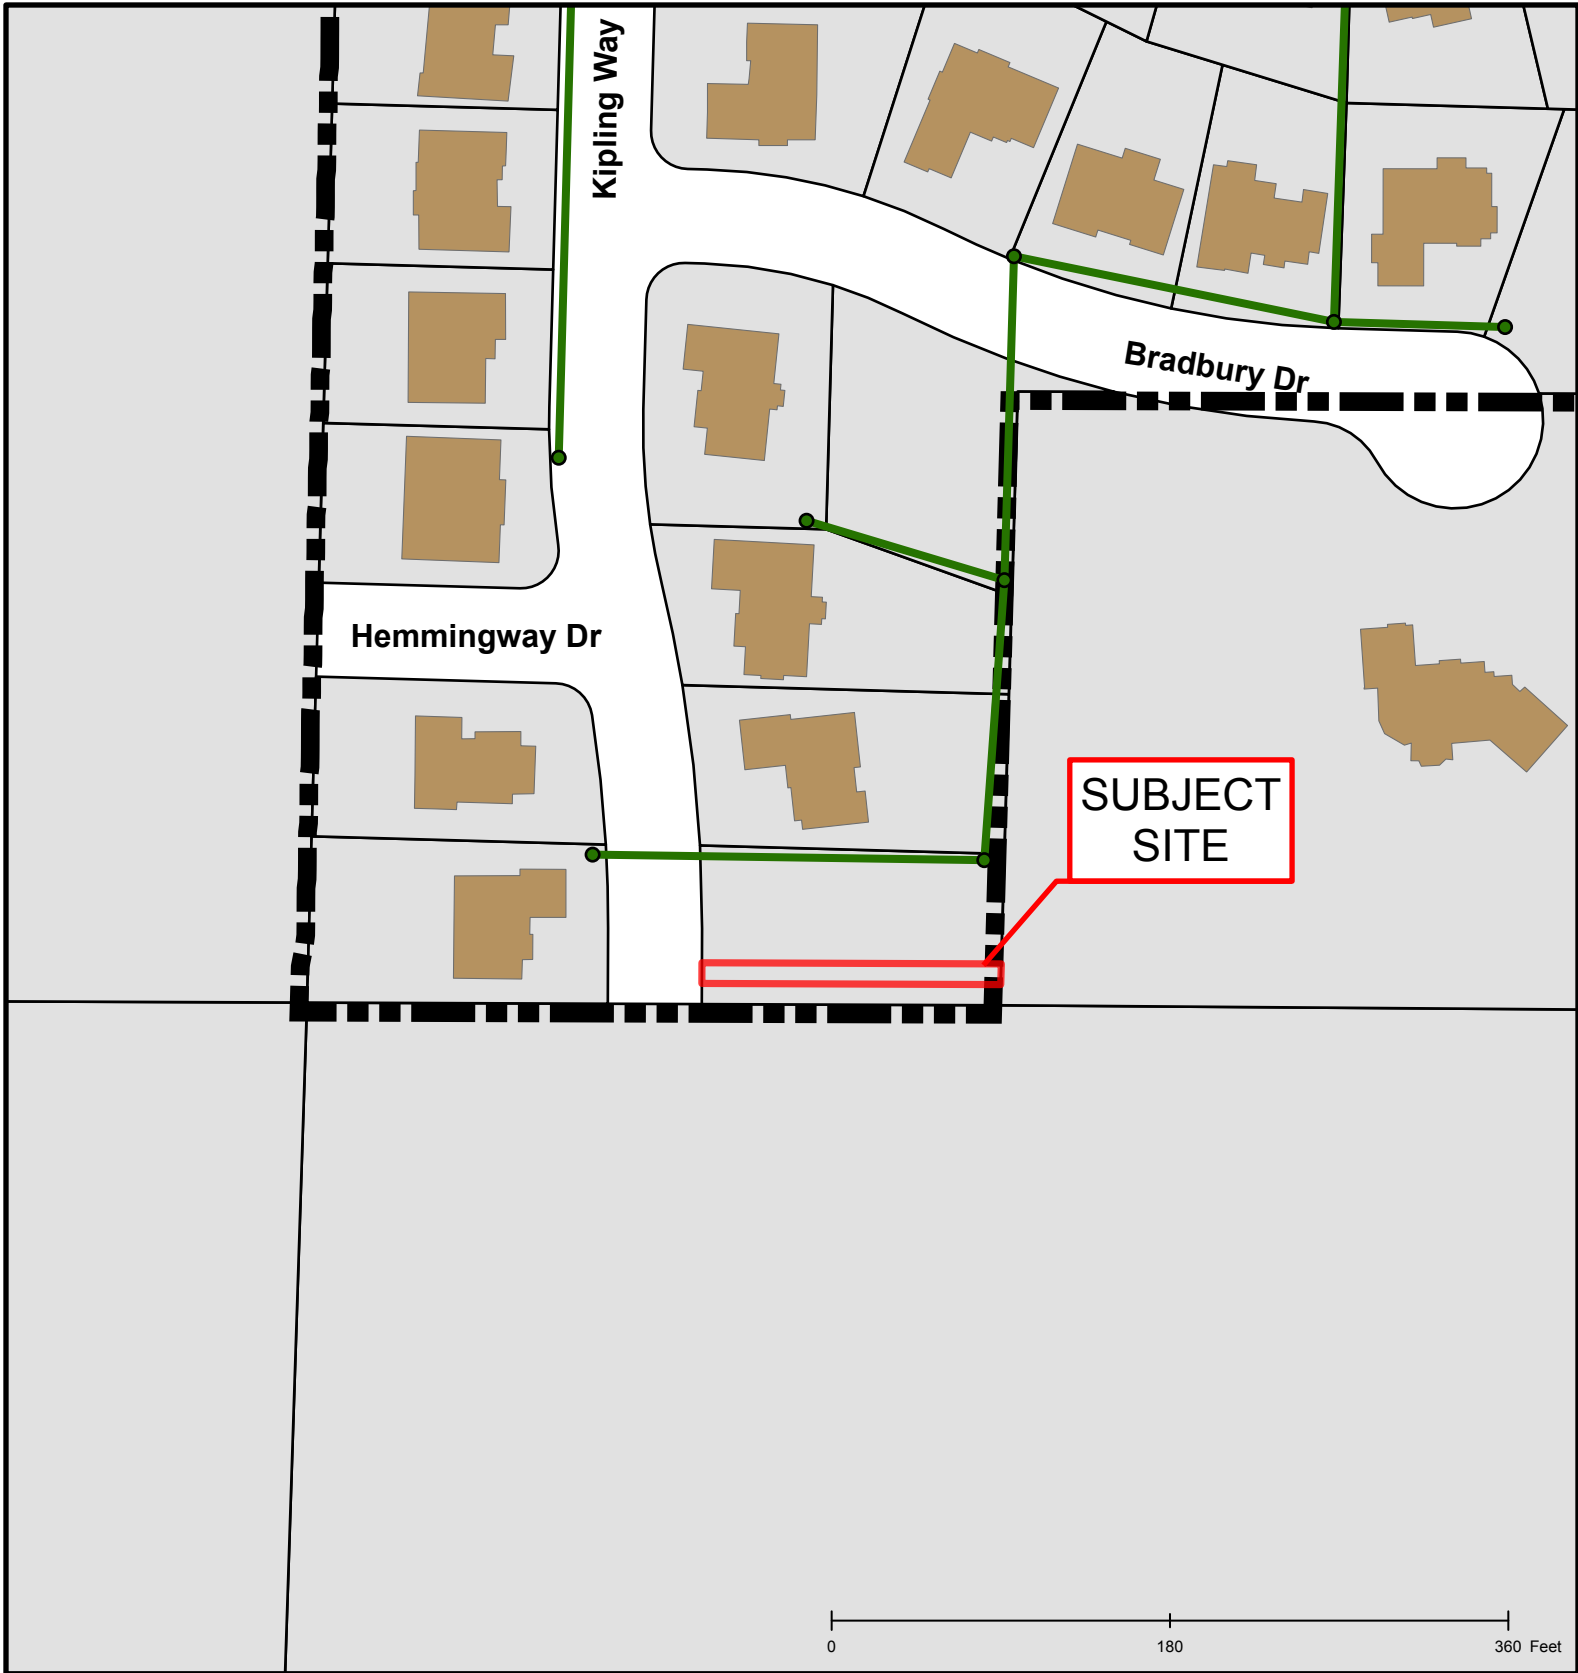 Kipling Way
Bradbury Dr
Hemmingway Dr
SUBJECT
SITE
0 180 360 Feet